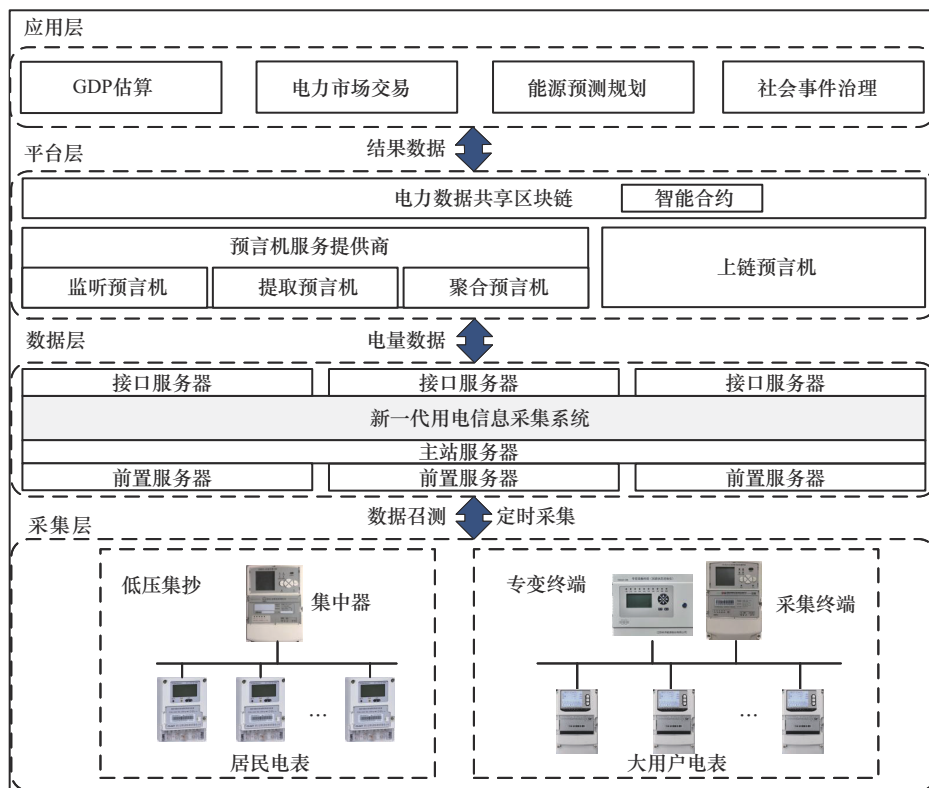 应用层
GDP估算 电力市场交易 能源预测规划 社会事件治理
结果数据
平台层
电力数据共享区块链 智能合约
预言机服务提供商
上链预言机
监听预言机 提取预言机 聚合预言机
数据层 电量数据
接口服务器 接口服务器 接口服务器
新一代用电信息采集系统
主站服务器
前置服务器 前置服务器 前置服务器
数据召测 定时采集
采集层
低压集抄 专变终端
集中器 采集终端
… …
居民电表 大用户电表